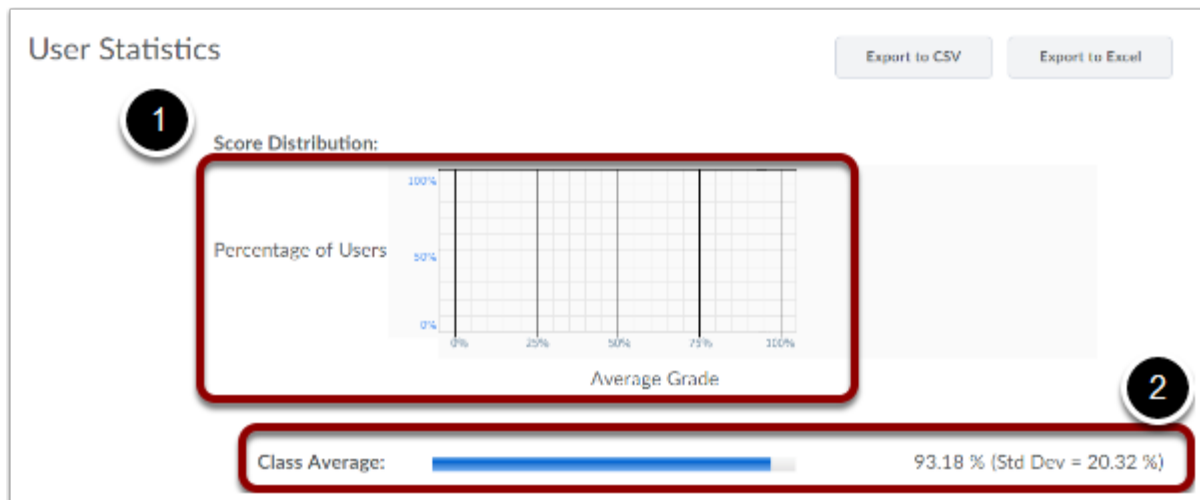 User Statistics
Export to CSV
Export to Excel
1
Score Distribution:
100%
Percentage of Users
50%
0%
0% 25% 50% 75% 100%
Average Grade
2
Class Average: 93.18 % (Std Dev = 20.32 %)